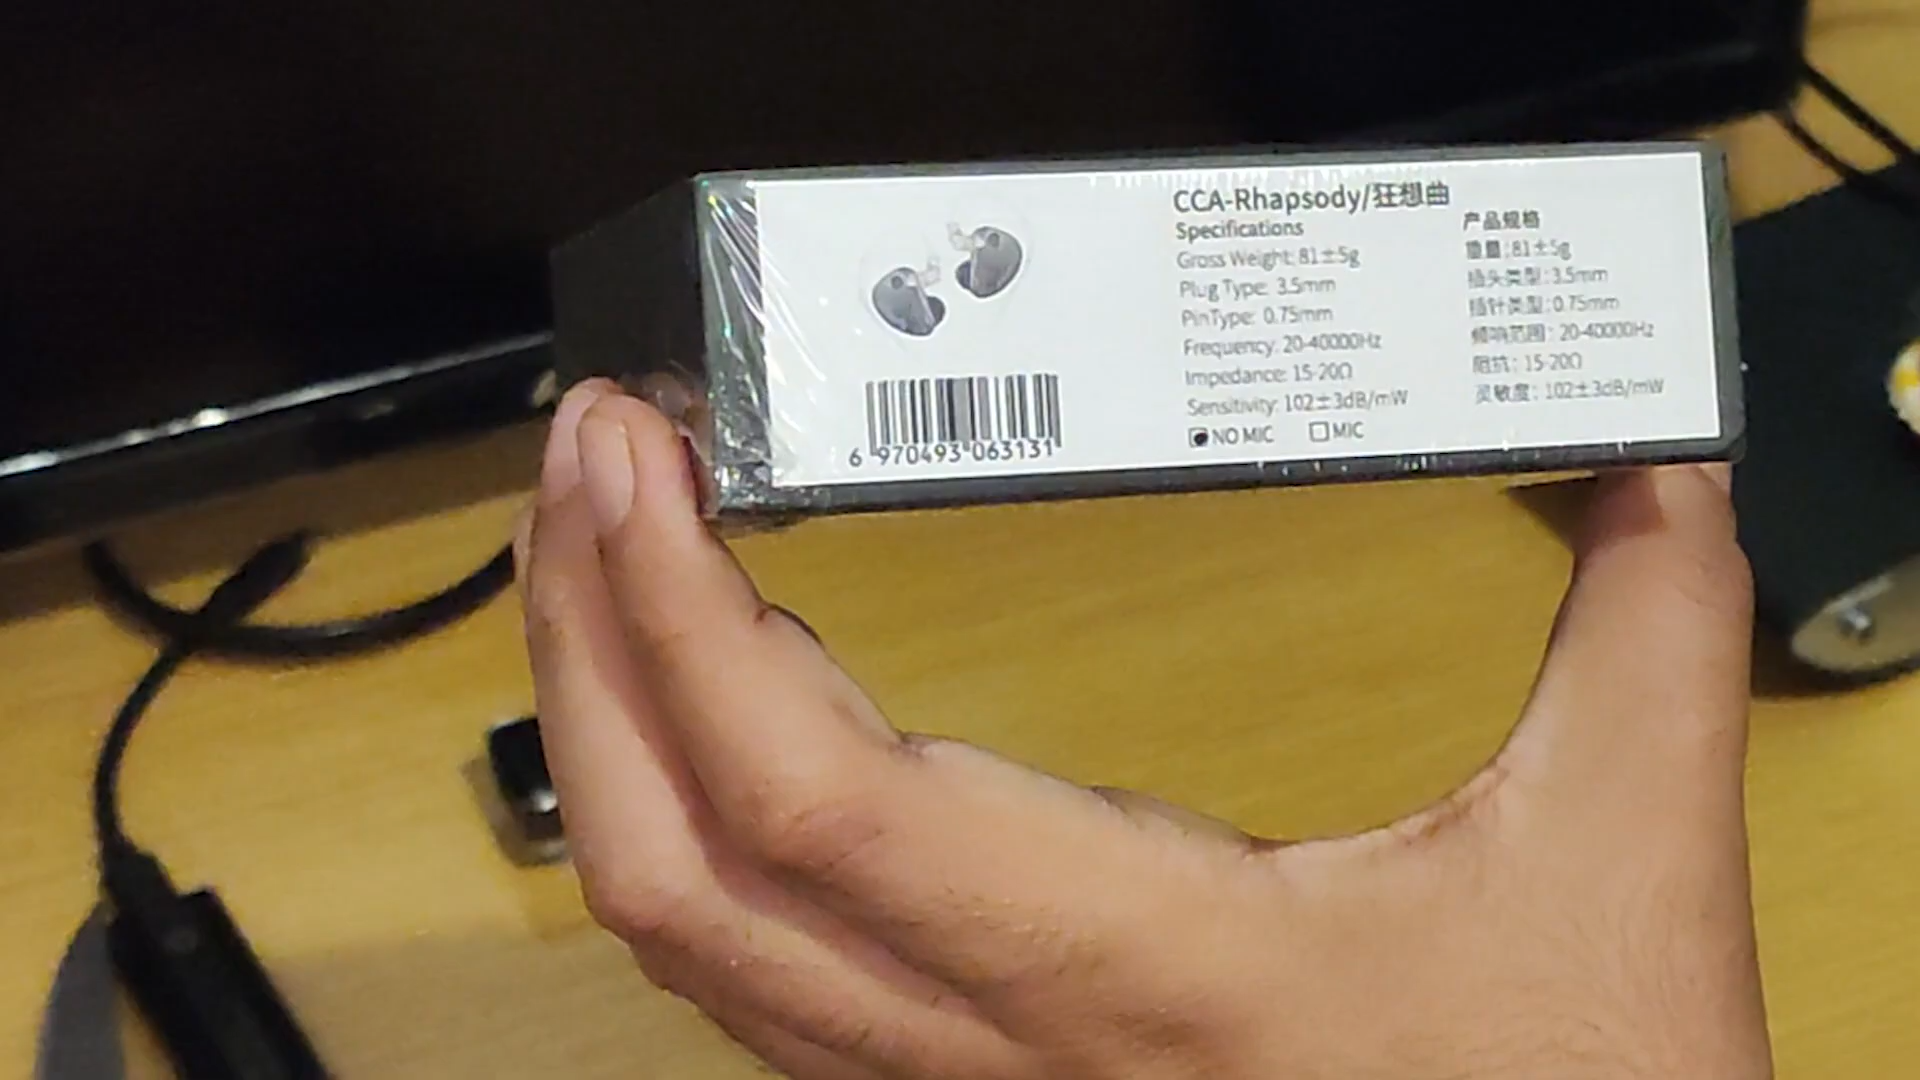 CCA-Rhapsody/狂想曲
Specifications
Gross Weight: 81±5g
Plug Type: 3.5mm
PinType: 0.75mm
Frequency: 20-40000Hz
Impedance: 15-20Ω
Sensitivity: 102±3dB/mW
NO MIC MIC
产品规格
重量:81±5g
插头类型:3.5mm
插针类型:0.75mm
频响范围: 20-40000Hz
阻抗: 15-20Ω
灵敏度: 102±3dB/mW
6 970493 063131